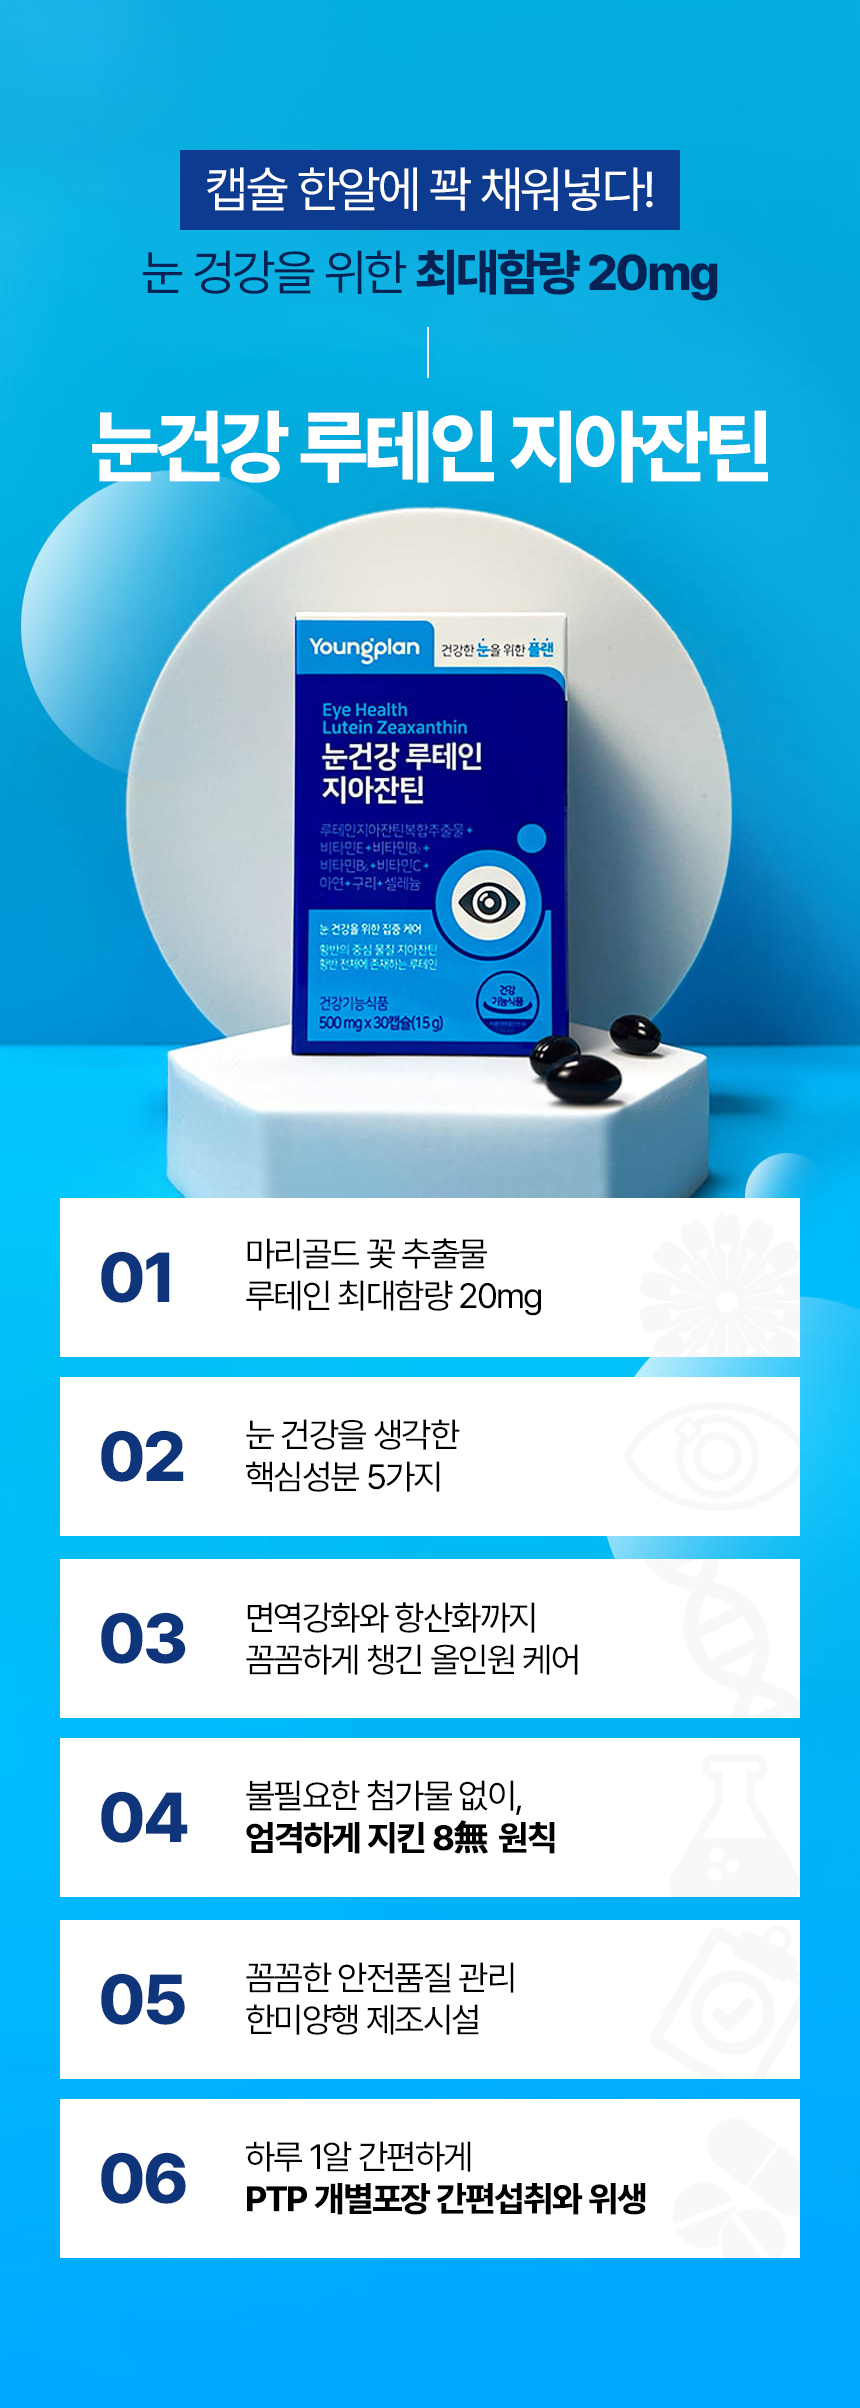 캡슐 한알에 꽉 채워넣다!
눈 겅강을 위한 최대함량 20mg
눈건강 루테인 지아잔틴
Youngplan
건강한 눈을 위한 플랜
Eye Health
Lutein Zeaxanthin
눈건강 루테인
지아잔틴
루테인지아잔틴복합추출물+
비타민E+비타민B₂+
비타민B₆+비타민C+
아연+구리+셀레늄
눈 건강을 위한 집중 케어
황반의 중심 물질 지아잔틴
황반 전체에 존재하는 루테인
건강
기능식품
건강기능식품
500 mg x 30캡슐(15 g)
01
마리골드 꽃 추출물
루테인 최대함량 20mg
02
눈 건강을 생각한
핵심성분 5가지
03
면역강화와 항산화까지
꼼꼼하게 챙긴 올인원 케어
04
불필요한 첨가물 없이,
엄격하게 지킨 8無 원칙
05
꼼꼼한 안전품질 관리
한미양행 제조시설
06
하루 1알 간편하게
PTP 개별포장 간편섭취와 위생